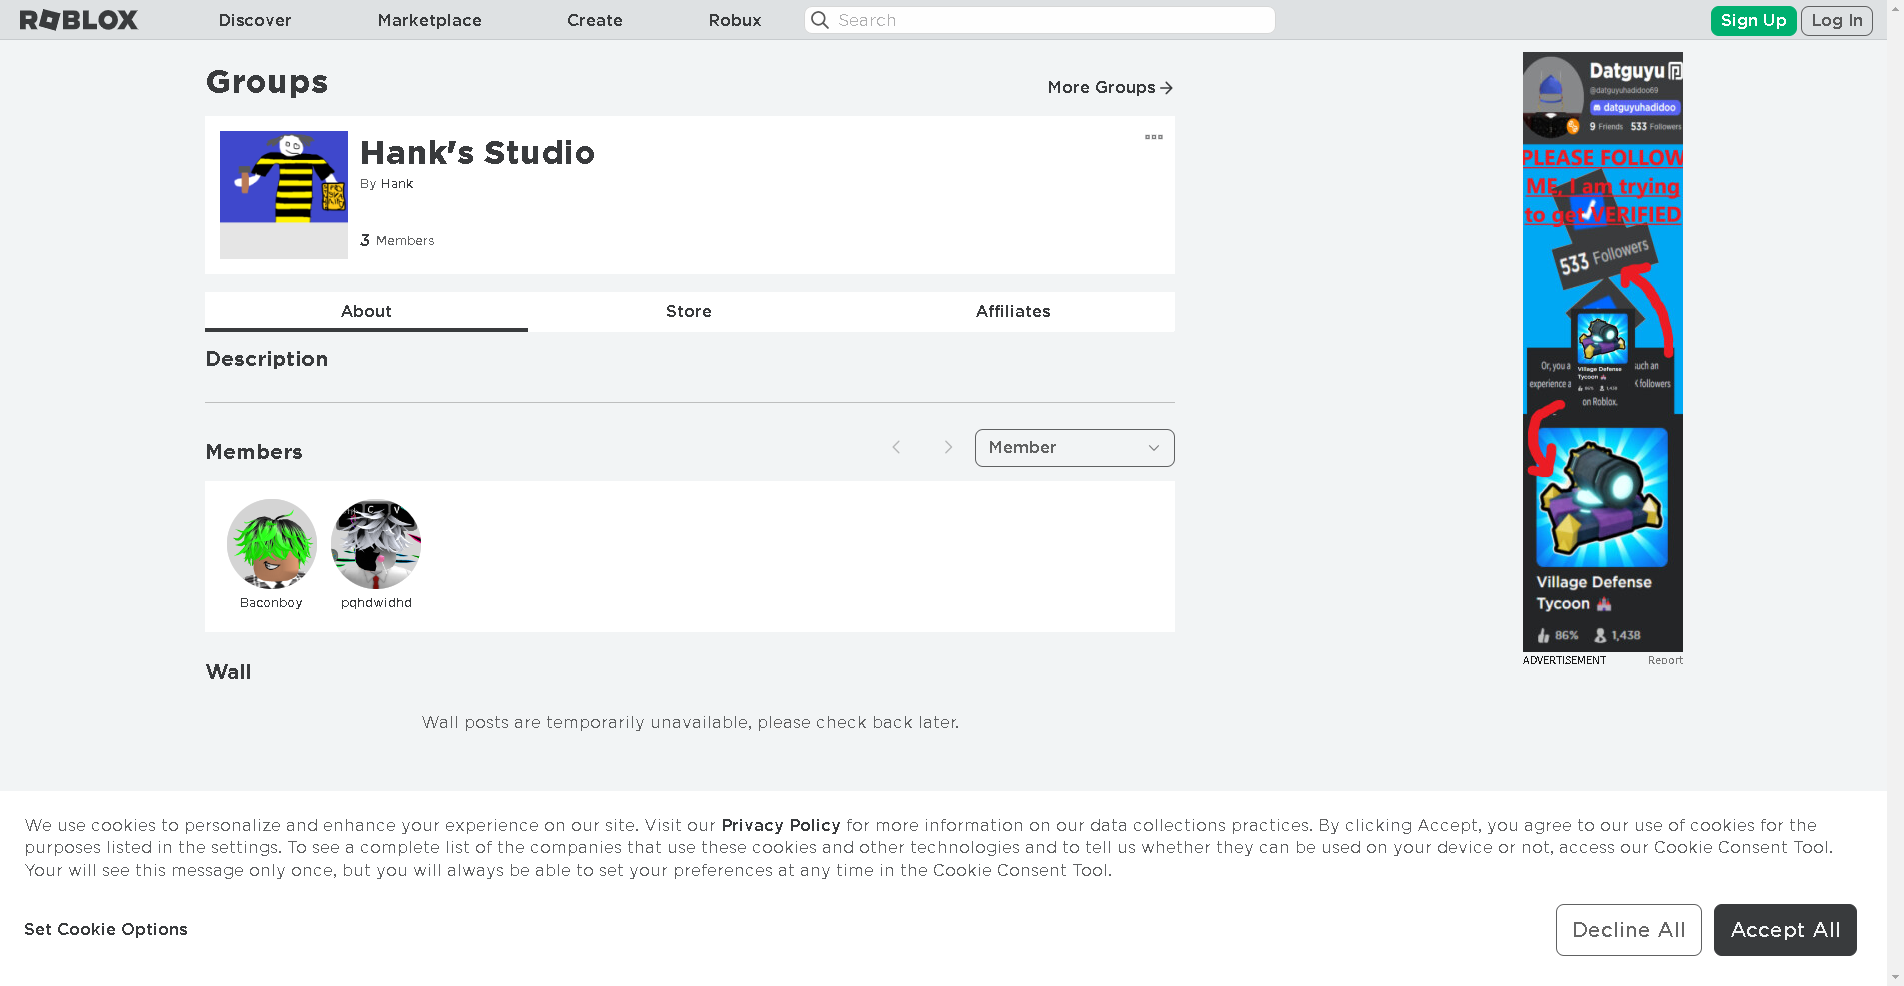 ROBLOX
Discover
Marketplace
Create
Robux
Search
Sign Up
Log In
Groups
More Groups
Hank's Studio
By Hank
3 Members
About
Store
Affiliates
Description
Members
Member
Baconboy
pqhdwidhd
Wall
Wall posts are temporarily unavailable, please check back later.
Datguyu
@datguyuhadidoo69
datguyuhadidoo
9 Friends 533 Followers
PLEASE FOLLOW
ME, I am trying
to get VERIFIED
533 Followers
Or, you a
such an
experience a
K followers
on Roblox.
Village Defense
Tycoon
86% 1,438
Village Defense
Tycoon
86% 1,438
ADVERTISEMENT
Report
We use cookies to personalize and enhance your experience on our site. Visit our Privacy Policy for more information on our data collections practices. By clicking Accept, you agree to our use of cookies for the
purposes listed in the settings. To see a complete list of the companies that use these cookies and other technologies and to tell us whether they can be used on your device or not, access our Cookie Consent Tool.
Your will see this message only once, but you will always be able to set your preferences at any time in the Cookie Consent Tool.
Set Cookie Options
Decline All
Accept All